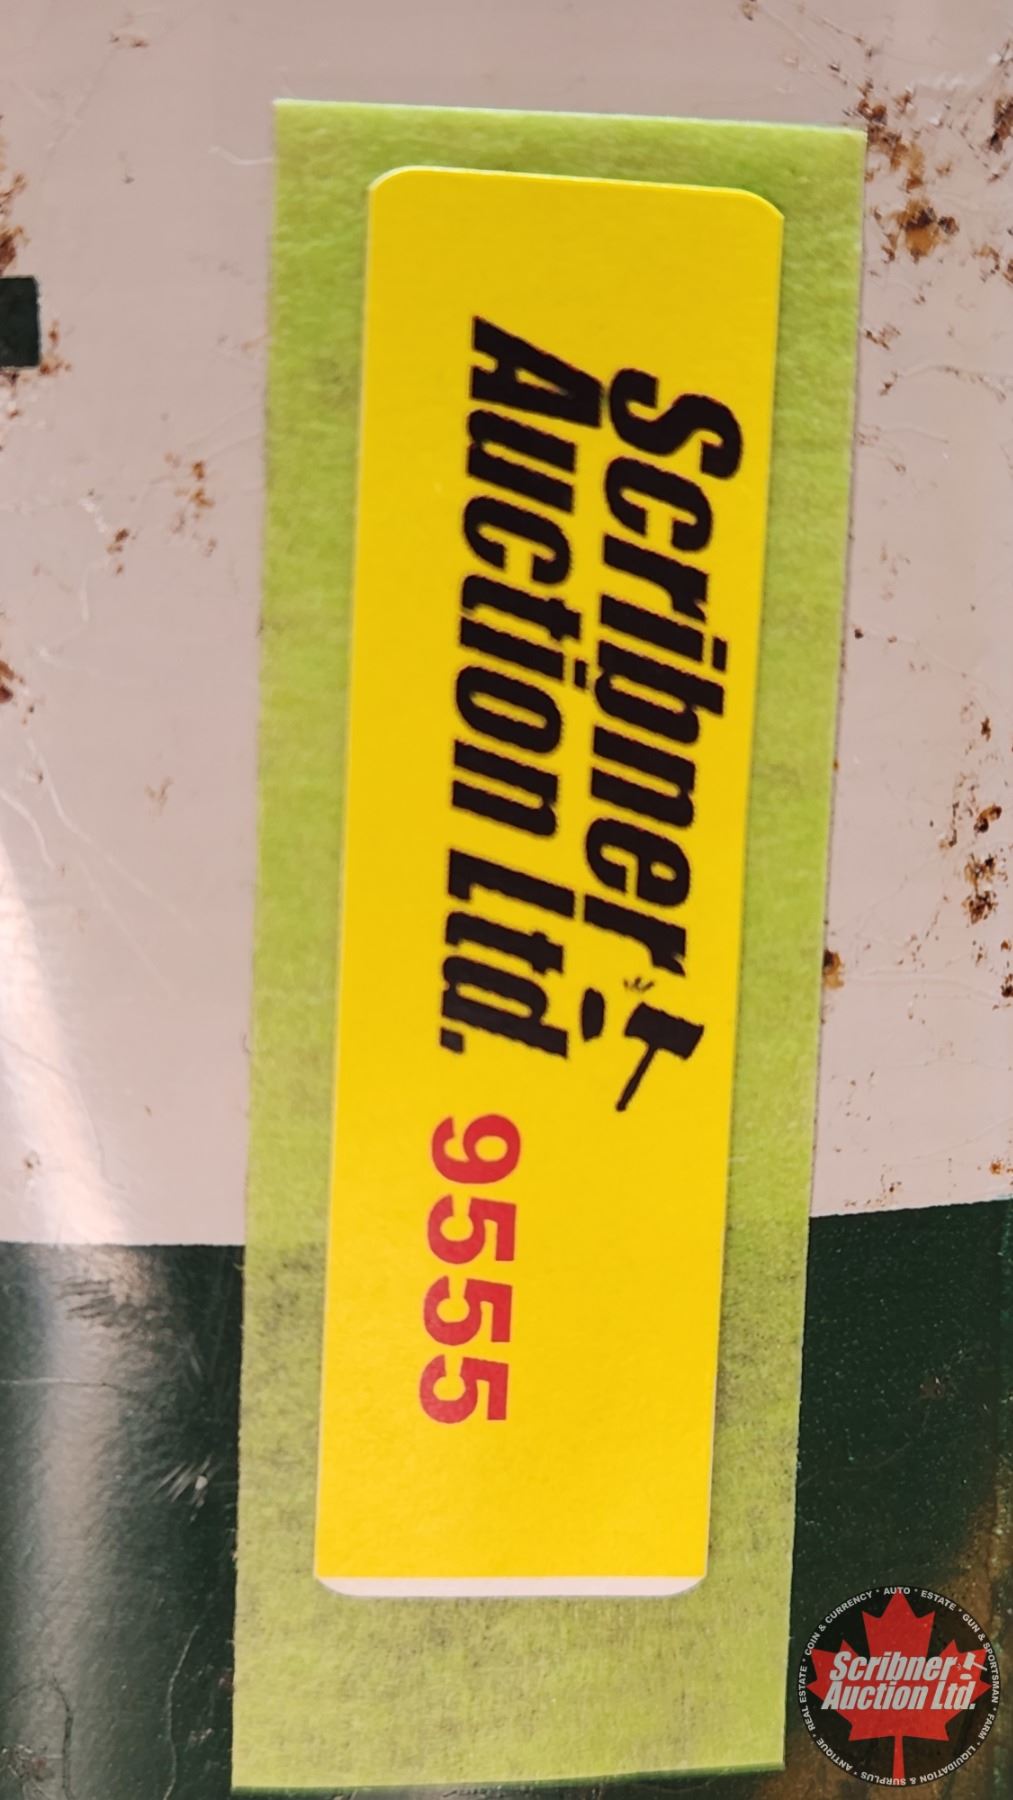 Scribner
Auction Ltd. 9555
COIN & CURRENCY * AUTO * ESTATE * GUN & SPORTSMAN * FARM * LIQUIDATION & SURPLUS * ANTIQUE * REAL ESTATE *
Scribner
Auction Ltd.